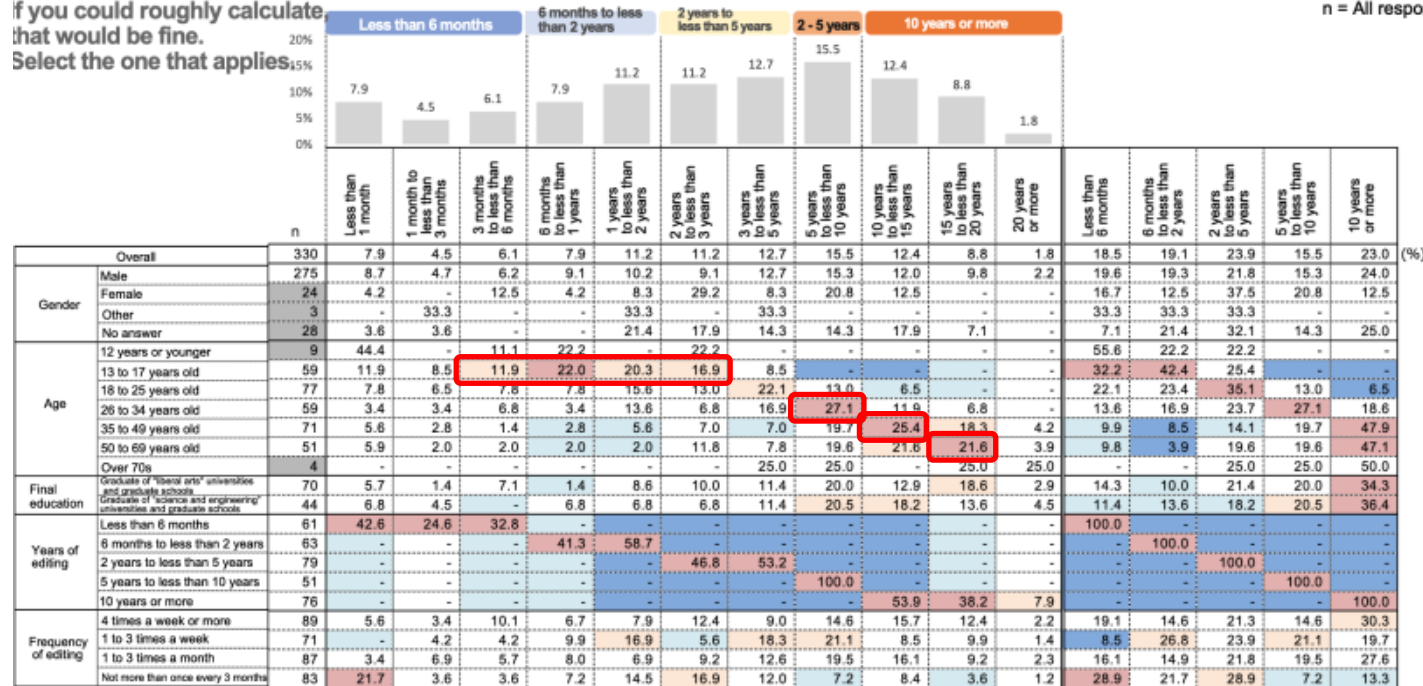 if you could roughly calculate,
that would be fine.
Select the one that applies.
n = All respo
Less than 6 months 6 months to less than 2 years 2 years to less than 5 years 2 - 5 years 10 years or more
20%
15%
10%
5%
0%
7.9 4.5 6.1 7.9 11.2 11.2 12.7 15.5 12.4 8.8 1.8
n Less than 1 month 1 month to less than 3 months 3 months to less than 6 months 6 months to less than 1 years 1 years to less than 2 years 2 years to less than 3 years 3 years to less than 5 years 5 years to less than 10 years 10 years to less than 15 years 15 years to less than 20 years 20 years or more Less than 6 months 6 months to less than 2 years 2 years to less than 5 years 5 years to less than 10 years 10 years or more
Overall 330 7.9 4.5 6.1 7.9 11.2 11.2 12.7 15.5 12.4 8.8 1.8 18.5 19.1 23.9 15.5 23.0 (%)
Gender
Male 275 8.7 4.7 6.2 9.1 10.2 9.1 12.7 15.3 12.0 9.8 2.2 19.6 19.3 21.8 15.3 24.0
Female 24 4.2 - 12.5 4.2 8.3 29.2 8.3 20.8 12.5 - - 16.7 12.5 37.5 20.8 12.5
Other 3 - 33.3 - - 33.3 - 33.3 - - - - 33.3 33.3 33.3 - -
No answer 28 3.6 3.6 - - 21.4 17.9 14.3 14.3 17.9 7.1 - 7.1 21.4 32.1 14.3 25.0
Age
12 years or younger 9 44.4 - 11.1 22.2 - 22.2 - - - - - 55.6 22.2 22.2 - -
13 to 17 years old 59 11.9 8.5 11.9 22.0 20.3 16.9 8.5 - - - - 32.2 42.4 25.4 - -
18 to 25 years old 77 7.8 6.5 7.8 7.8 15.6 13.0 22.1 13.0 6.5 - - 22.1 23.4 35.1 13.0 6.5
26 to 34 years old 59 3.4 3.4 6.8 3.4 13.6 6.8 16.9 27.1 11.9 6.8 - 13.6 16.9 23.7 27.1 18.6
35 to 49 years old 71 5.6 2.8 1.4 2.8 5.6 7.0 7.0 19.7 25.4 18.3 4.2 9.9 8.5 14.1 19.7 47.9
50 to 69 years old 51 5.9 2.0 2.0 2.0 2.0 11.8 7.8 19.6 21.6 21.6 3.9 9.8 3.9 19.6 19.6 47.1
Over 70s 4 - - - - - - 25.0 25.0 - 25.0 25.0 - - 25.0 25.0 50.0
Final education
Graduate of "liberal arts" universities and graduate schools 70 5.7 1.4 7.1 1.4 8.6 10.0 11.4 20.0 12.9 18.6 2.9 14.3 10.0 21.4 20.0 34.3
Graduate of "science and engineering" universities and graduate schools 44 6.8 4.5 - 6.8 6.8 6.8 11.4 20.5 18.2 13.6 4.5 11.4 13.6 18.2 20.5 36.4
Years of editing
Less than 6 months 61 42.6 24.6 32.8 - - - - - - - - 100.0 - - - -
6 months to less than 2 years 63 - - - 41.3 58.7 - - - - - - - 100.0 - - -
2 years to less than 5 years 79 - - - - - 46.8 53.2 - - - - - - 100.0 - -
5 years to less than 10 years 51 - - - - - - - 100.0 - - - - - - 100.0 -
10 years or more 76 - - - - - - - - 53.9 38.2 7.9 - - - - 100.0
Frequency of editing
4 times a week or more 89 5.6 3.4 10.1 6.7 7.9 12.4 9.0 14.6 15.7 12.4 2.2 19.1 14.6 21.3 14.6 30.3
1 to 3 times a week 71 - 4.2 4.2 9.9 16.9 5.6 18.3 21.1 8.5 9.9 1.4 8.5 26.8 23.9 21.1 19.7
1 to 3 times a month 87 3.4 6.9 5.7 8.0 6.9 9.2 12.6 19.5 16.1 9.2 2.3 16.1 14.9 21.8 19.5 27.6
Not more than once every 3 months 83 21.7 3.6 3.6 7.2 14.5 16.9 12.0 7.2 8.4 3.6 1.2 28.9 21.7 28.9 7.2 13.3